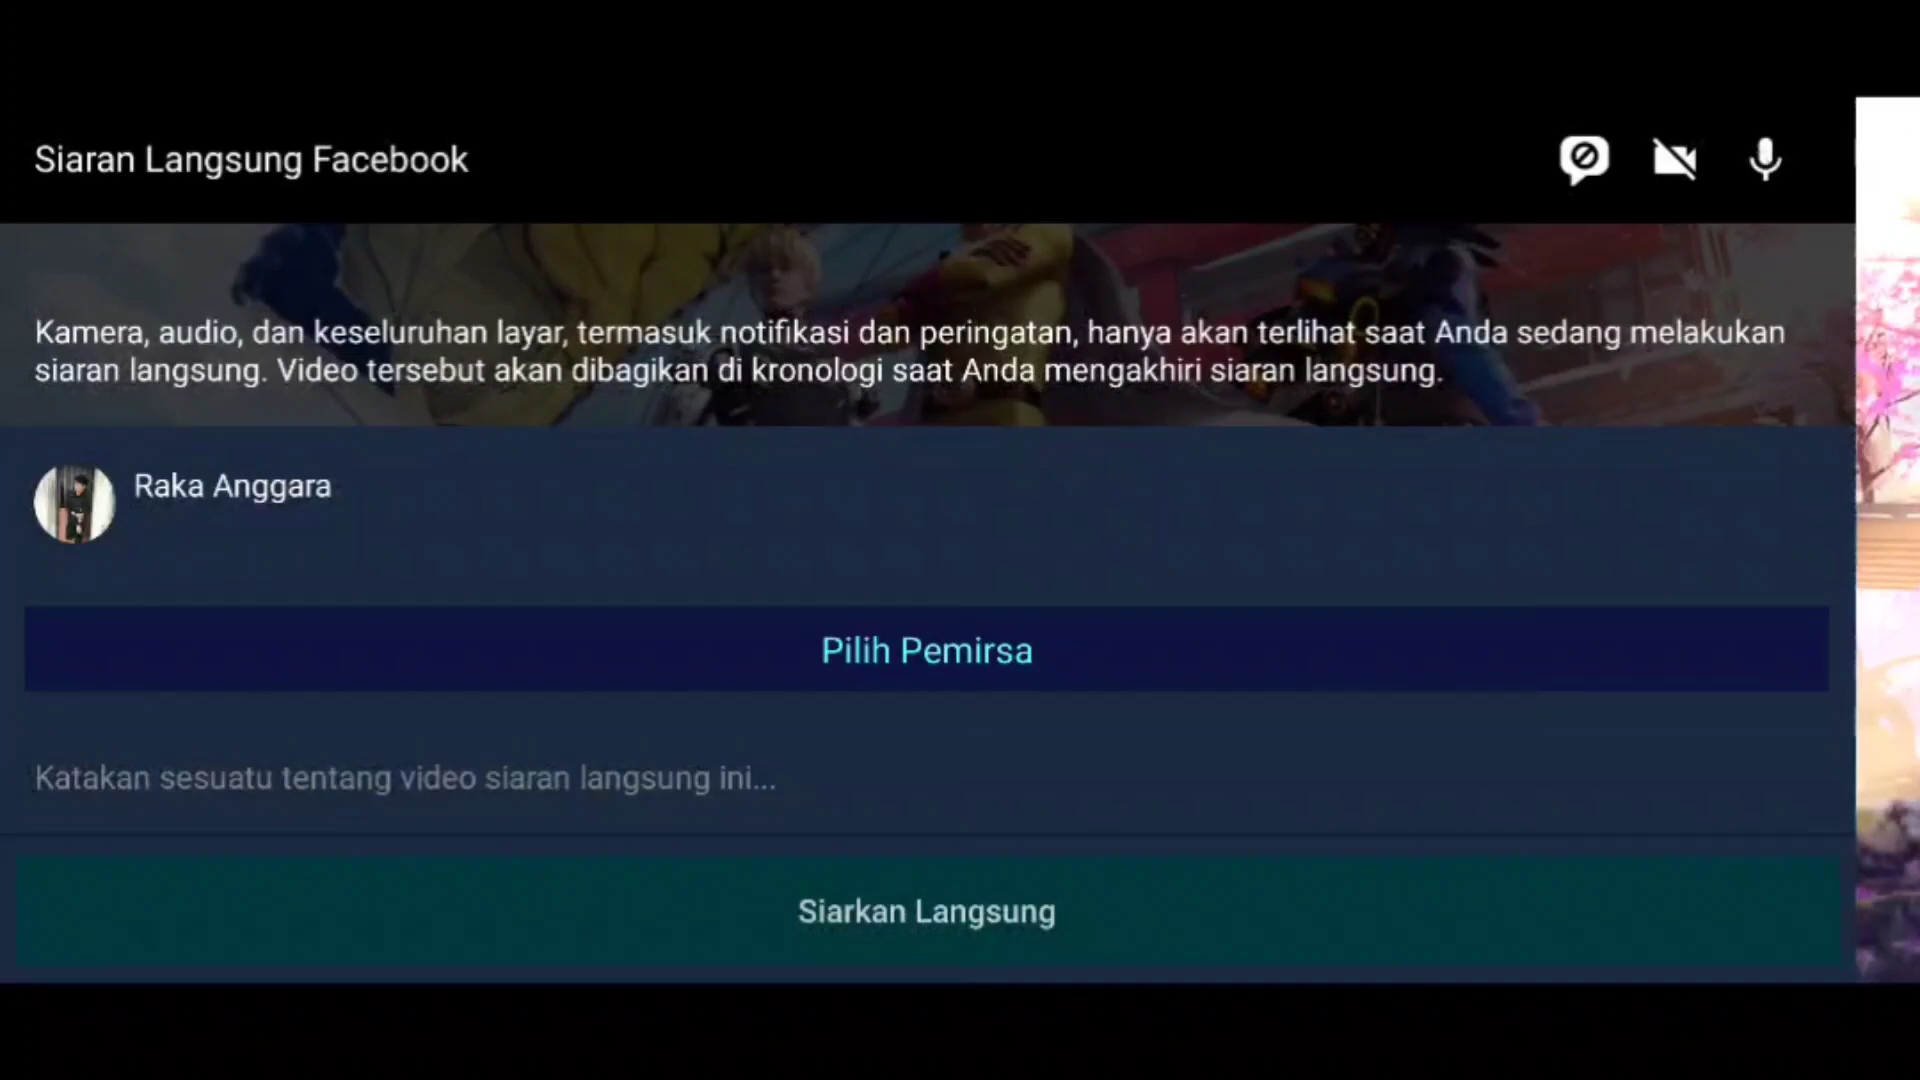 Siaran Langsung Facebook
Kamera, audio, dan keseluruhan layar, termasuk notifikasi dan peringatan, hanya akan terlihat saat Anda sedang melakukan
siaran langsung. Video tersebut akan dibagikan di kronologi saat Anda mengakhiri siaran langsung.
Raka Anggara
Pilih Pemirsa
Katakan sesuatu tentang video siaran langsung ini...
Siarkan Langsung